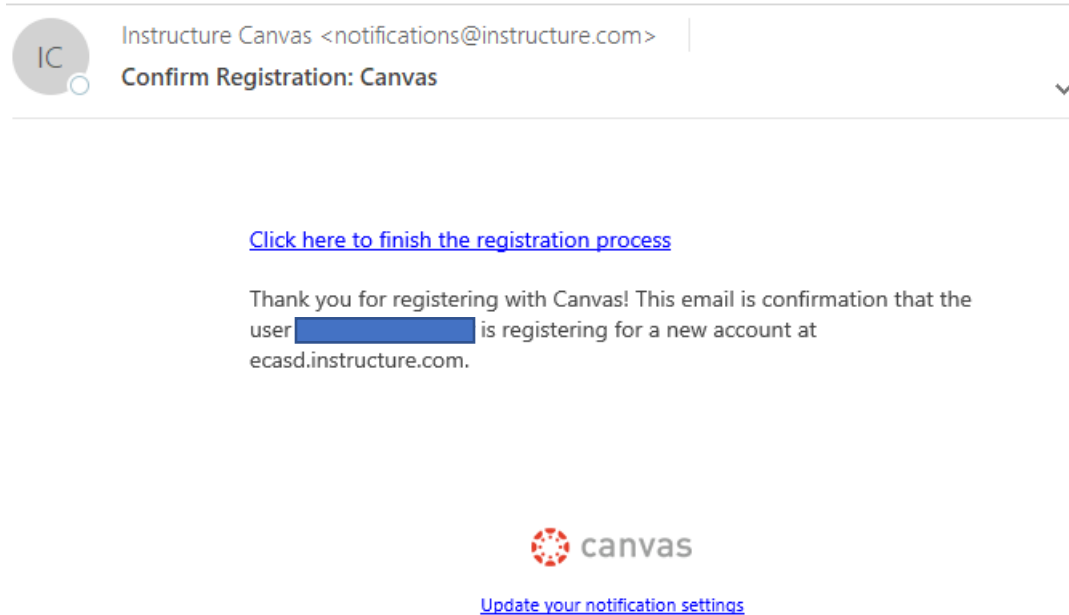 IC
Instructure Canvas <notifications@instructure.com>
Confirm Registration: Canvas
Click here to finish the registration process
Thank you for registering with Canvas! This email is confirmation that the
user is registering for a new account at
ecasd.instructure.com.
canvas
Update your notification settings